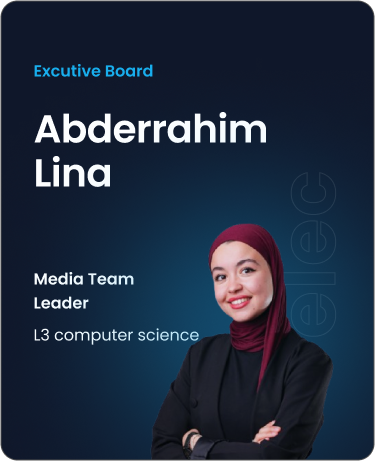 Excutive Board
Abderrahim
Lina
Media Team
Leader
L3 computer science
elec